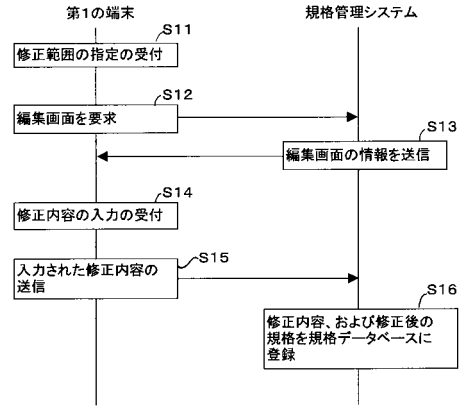 第1の端末
規格管理システム
S11
修正範囲の指定の受付
S12
編集画面を要求
S13
編集画面の情報を送信
S14
修正内容の入力の受付
S15
入力された修正内容の
送信
S16
修正内容、および修正後の
規格を規格データベースに
登録